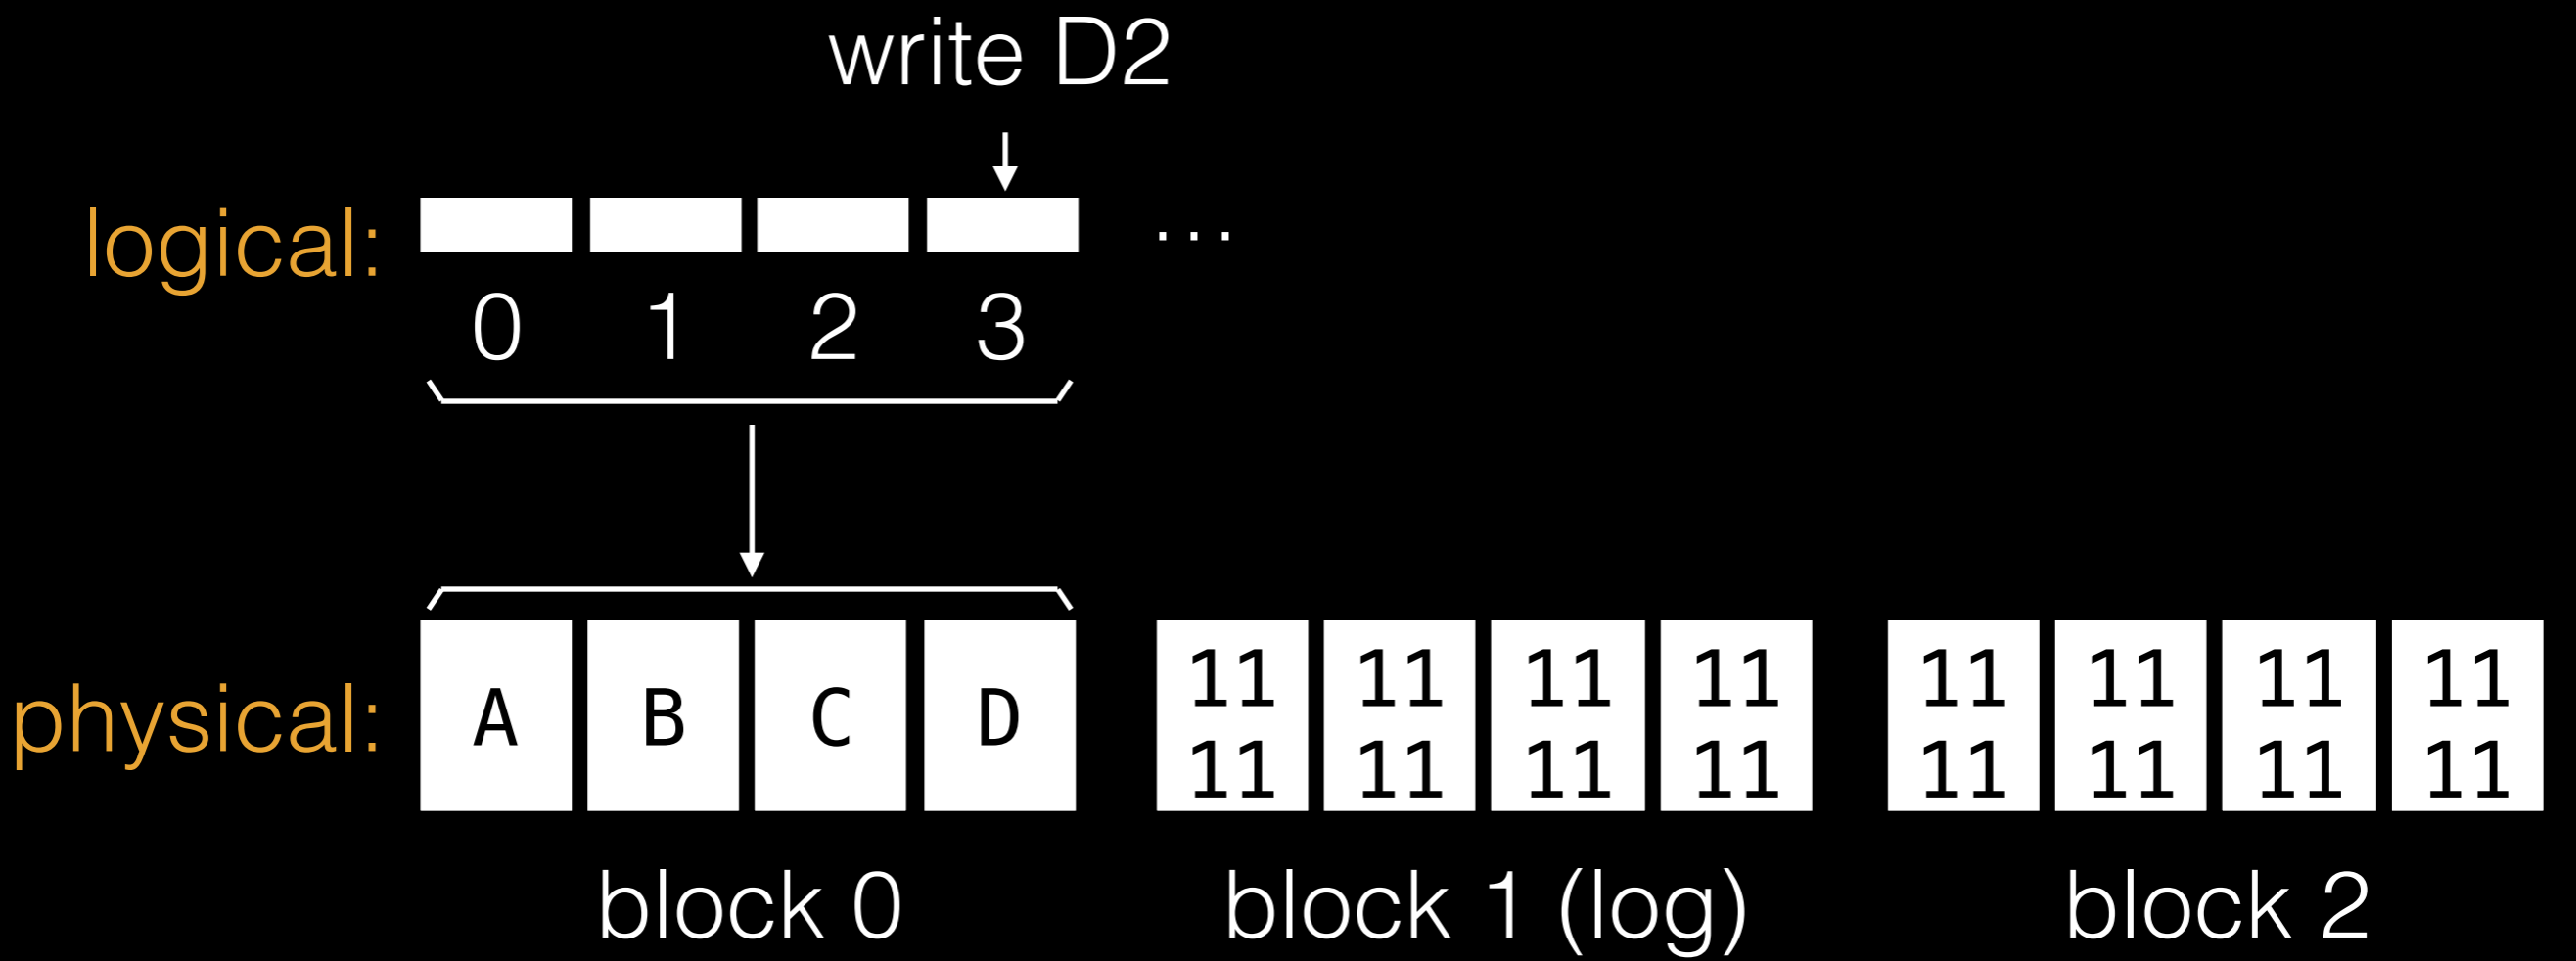 write D2
logical: ...
0 1 2 3
physical: A B C D 11 11 11 11 11 11 11 11
11 11 11 11 11 11 11 11
block 0 block 1 (log) block 2